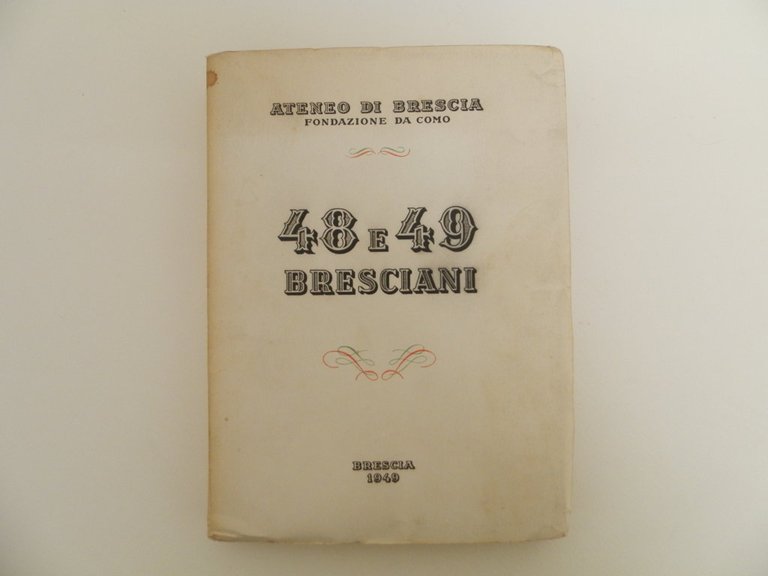 ATENEO DI BRESCIA
FONDAZIONE DA COMO
48 E 49
BRESCIANI
BRESCIA
1949